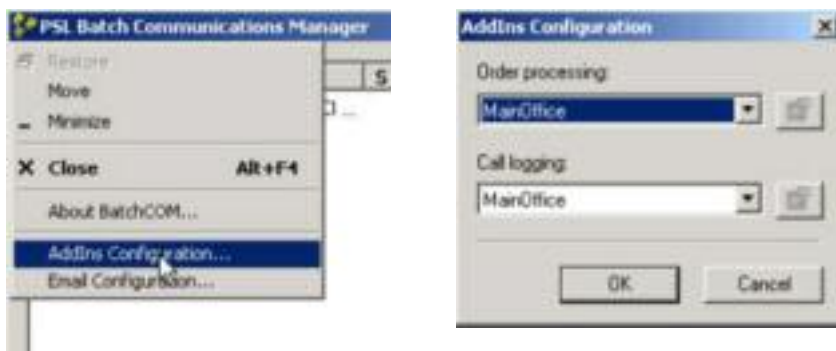 PSL Batch Communications Manager
Restore
S
Move
Minimize
Close Alt+F4
About BatchCOM...
AddIns Configuration...
Email Configuration...
AddIns Configuration
Order processing:
MainOffice
Call logging:
MainOffice
OK Cancel